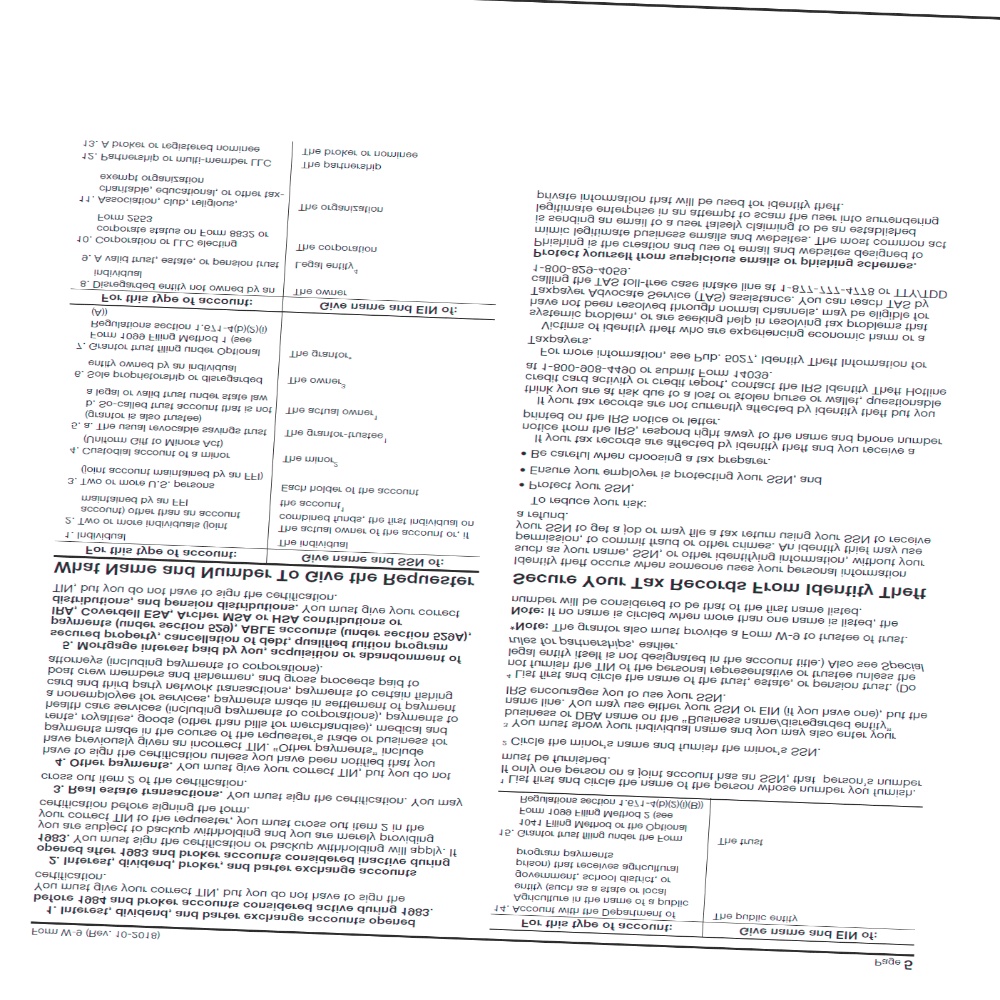 Form W-9 (Rev. 10-2018)
Page 5
1. Interest, dividend, and barter exchange accounts opened
before 1984 and broker accounts considered active during 1983.
You must give your correct TIN, but you do not have to sign the
certification.
2. Interest, dividend, broker, and barter exchange accounts
opened after 1983 and broker accounts considered inactive during
1983. You must sign the certification or backup withholding will apply. If
you are subject to backup withholding and you are merely providing
your correct TIN to the requester, you must cross out item 2 in the
certification before signing the form.
3. Real estate transactions. You must sign the certification. You may
cross out item 2 of the certification.
4. Other payments. You must give your correct TIN, but you do not
have to sign the certification unless you have been notified that you
have previously given an incorrect TIN. "Other payments" include
payments made in the course of the requester's trade or business for
rents, royalties, goods (other than bills for merchandise), medical and
health care services (including payments to corporations), payments to
a nonemployee for services, payments made in settlement of payment
card and third party network transactions, payments to certain fishing
boat crew members and fishermen, and gross proceeds paid to
attorneys (including payments to corporations).
5. Mortgage interest paid by you, acquisition or abandonment of
secured property, cancellation of debt, qualified tuition program
payments (under section 529), ABLE accounts (under section 529A),
IRA, Coverdell ESA, Archer MSA or HSA contributions or
distributions, and pension distributions. You must give your correct
TIN, but you do not have to sign the certification.
What Name and Number To Give the Requester
For this type of account:
Give name and SSN of:
1. Individual
The individual
2. Two or more individuals (joint
account) other than an account
maintained by an FFI
The actual owner of the account or, if
combined funds, the first individual on
the account1
3. Two or more U.S. persons
(joint account maintained by an FFI)
Each holder of the account
4. Custodial account of a minor
(Uniform Gift to Minors Act)
The minor2
5. a. The usual revocable savings trust
(grantor is also trustee)
The grantor-trustee1
b. So-called trust account that is not
a legal or valid trust under state law
The actual owner1
6. Sole proprietorship or disregarded
entity owned by an individual
The owner3
7. Grantor trust filing under Optional
Form 1099 Filing Method 1 (see
Regulations section 1.671-4(b)(2)(i)
(A))
The grantor*
For this type of account:
Give name and EIN of:
8. Disregarded entity not owned by an
individual
The owner
9. A valid trust, estate, or pension trust
Legal entity4
10. Corporation or LLC electing
corporate status on Form 8832 or
Form 2553
The corporation
11. Association, club, religious,
charitable, educational, or other tax-
exempt organization
The organization
12. Partnership or multi-member LLC
The partnership
13. A broker or registered nominee
The broker or nominee
For this type of account:
Give name and EIN of:
14. Account with the Department of
Agriculture in the name of a public
entity (such as a state or local
government, school district, or
prison) that receives agricultural
program payments
The public entity
15. Grantor trust filing under the Form
1041 Filing Method or the Optional
Form 1099 Filing Method 2 (see
Regulations section 1.671-4(b)(2)(i)(B))
The trust
1 List first and circle the name of the person whose number you furnish.
If only one person on a joint account has an SSN, that person's number
must be furnished.
2 Circle the minor's name and furnish the minor's SSN.
3 You must show your individual name and you may also enter your
business or DBA name on the "Business name/disregarded entity"
name line. You may use either your SSN or EIN (if you have one), but the
IRS encourages you to use your SSN.
4 List first and circle the name of the trust, estate, or pension trust. (Do
not furnish the TIN of the personal representative or trustee unless the
legal entity itself is not designated in the account title.) Also see Special
rules for partnerships, earlier.
*Note: The grantor also must provide a Form W-9 to trustee of trust.
Note: If no name is circled when more than one name is listed, the
number will be considered to be that of the first name listed.
Secure Your Tax Records From Identity Theft
Identity theft occurs when someone uses your personal information
such as your name, SSN, or other identifying information, without your
permission, to commit fraud or other crimes. An identity thief may use
your SSN to get a job or may file a tax return using your SSN to receive
a refund.
To reduce your risk:
• Protect your SSN,
• Ensure your employer is protecting your SSN, and
• Be careful when choosing a tax preparer.
If your tax records are affected by identity theft and you receive a
notice from the IRS, respond right away to the name and phone number
printed on the IRS notice or letter.
If your tax records are not currently affected by identity theft but you
think you are at risk due to a lost or stolen purse or wallet, questionable
credit card activity or credit report, contact the IRS Identity Theft Hotline
at 1-800-908-4490 or submit Form 14039.
For more information, see Pub. 5027, Identity Theft Information for
Taxpayers.
Victims of identity theft who are experiencing economic harm or a
systemic problem, or are seeking help in resolving tax problems that
have not been resolved through normal channels, may be eligible for
Taxpayer Advocate Service (TAS) assistance. You can reach TAS by
calling the TAS toll-free case intake line at 1-877-777-4778 or TTY/TDD
1-800-829-4059.
Protect yourself from suspicious emails or phishing schemes.
Phishing is the creation and use of email and websites designed to
mimic legitimate business emails and websites. The most common act
is sending an email to a user falsely claiming to be an established
legitimate enterprise in an attempt to scam the user into surrendering
private information that will be used for identity theft.